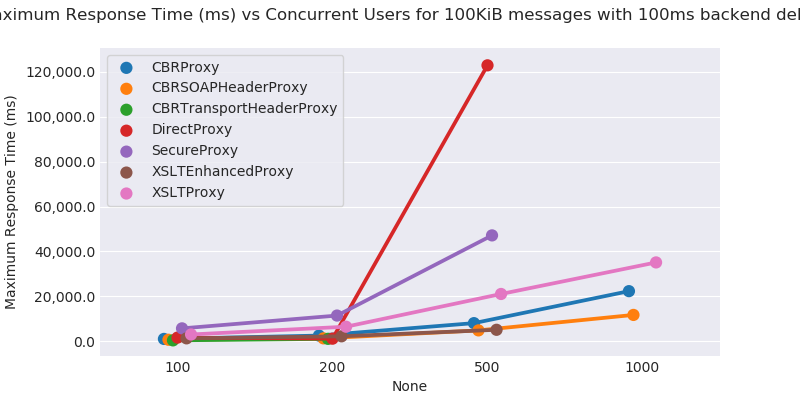 Maximum Response Time (ms) vs Concurrent Users for 100KiB messages with 100ms backend
120,000.0
100,000.0
80,000.0
60,000.0
40,000.0
20,000.0
0.0
Maximum Response Time (ms)
CBRProxy
CBRSOAPHeaderProxy
CBRTransportHeaderProxy
DirectProxy
SecureProxy
XSLTEnhancedProxy
XSLTProxy
100
200
500
1000
None